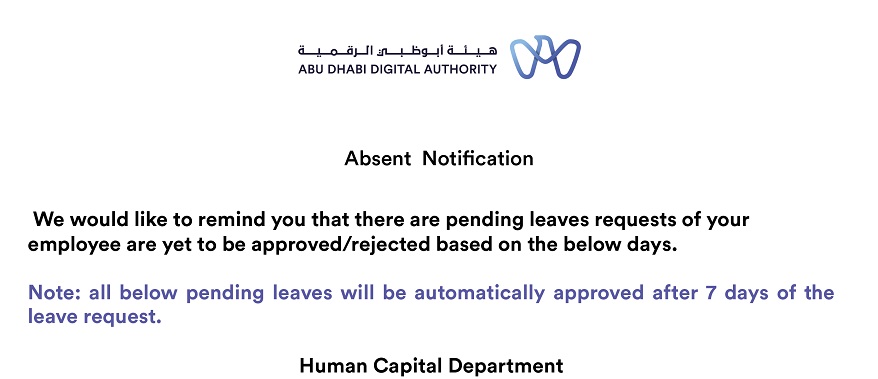 هيئة أبوظبي الرقمية
ABU DHABI DIGITAL AUTHORITY
Absent Notification
We would like to remind you that there are pending leaves requests of your
employee are yet to be approved/rejected based on the below days.
Note: all below pending leaves will be automatically approved after 7 days of the
leave request.
Human Capital Department